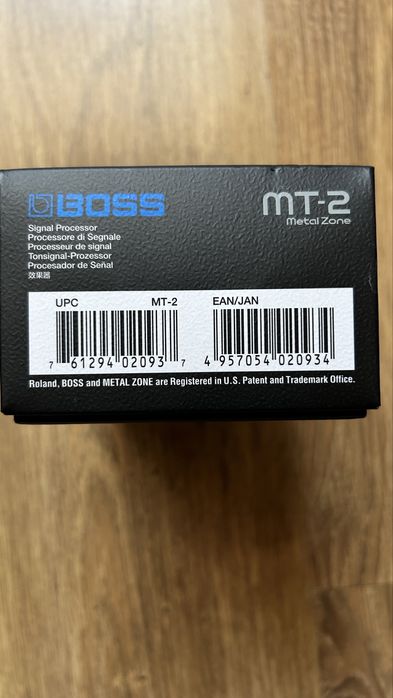 BOSS
MT-2
Metal Zone
Signal Processor
Processore di Segnale
Processeur de signal
Tonsignal-Prozessor
Procesador de Señal
效果器
UPC MT-2 EAN/JAN
7 61294 02093 7 4 957054 020934
Roland, BOSS and METAL ZONE are Registered in U.S. Patent and Trademark Office.